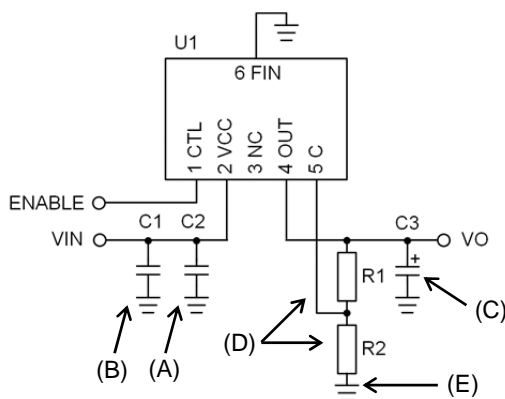 U1
6 FIN
1 CTL
2 VCC
3 NC
4 OUT
5 C
ENABLE
VIN
C1
C2
C3
+
VO
R1
R2
(A)
(B)
(C)
(D)
(E)